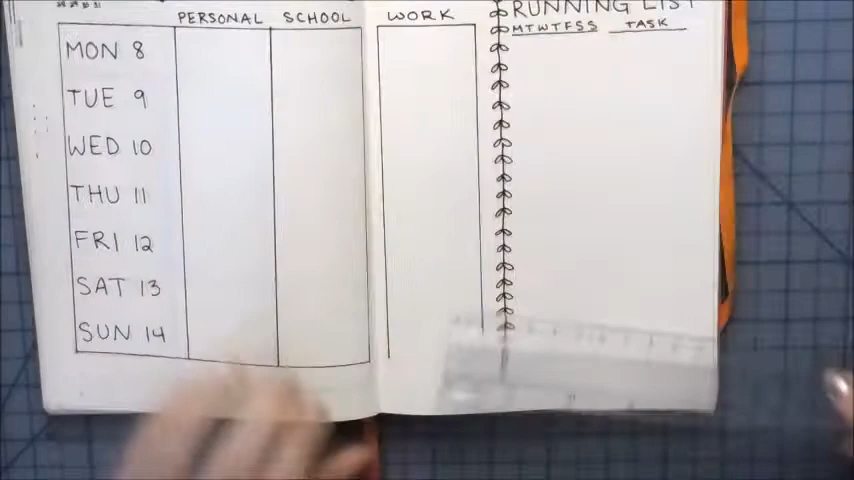 PERSONAL SCHOOL WORK
MON 8
TUE 9
WED 10
THU 11
FRI 12
SAT 13
SUN 14
RUNNING LIST
MTWTFSS TASK